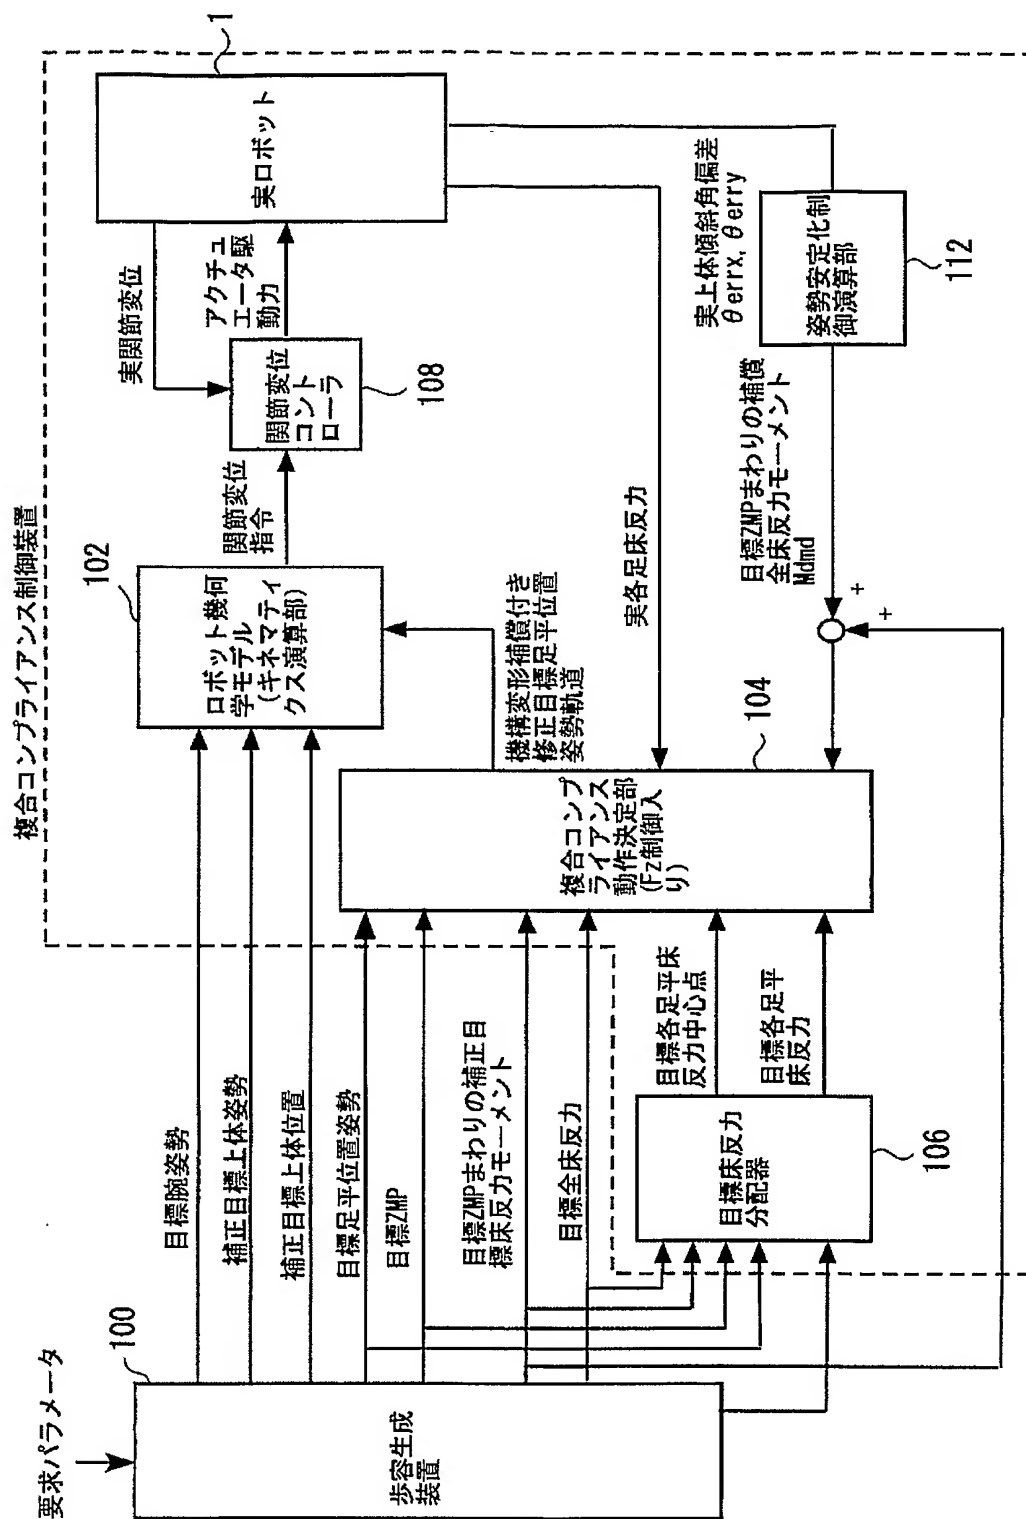 要求パラメータ
100
歩容生成
装置
目標腕姿勢
補正目標上体姿勢
補正目標上体位置
目標足平位置姿勢
目標ZMP
目標ZMPまわりの補正目
標床反力モーメント
目標全床反力
目標床反力
分配器
106
目標各足平床
反力中心点
目標各足平
床反力
複合コンプライアンス制御装置
102
ロボット幾何
学モデル
(キネマティ
クス演算部)
機構変形補償付き
修正目標足平位置
姿勢軌道
104
複合コンプ
ライアンス
動作決定部
(Fz制御入
り)
関節変位
指令
関節変位
コント
ローラ
108
実関節変位
アクチュ
エータ駆
動力
実ロボット
1
実各足床反力
実上体傾斜角偏差
θerrx, θerry
姿勢安定化制
御演算部
112
目標ZMPまわりの補償
全床反力モーメント
Mdmd
+
+